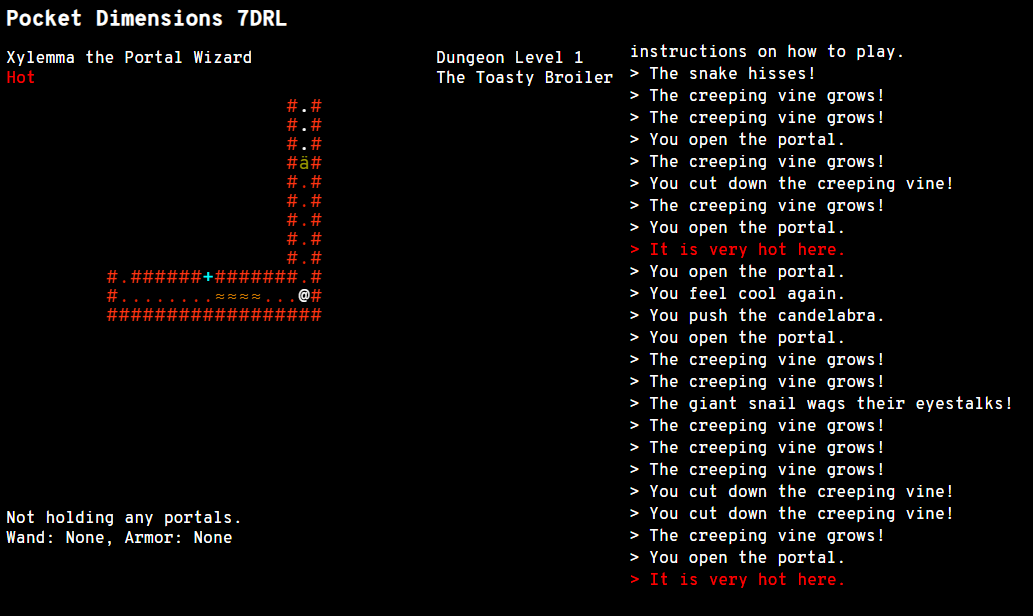 Pocket Dimensions 7DRL
Xylemma the Portal Wizard
Hot
Dungeon Level 1
The Toasty Broiler
#.#
#.#
#.#
#ä#
#.#
#.#
#.#
#.#
#.#
#.######+#######.#
#........≈≈≈≈...@#
##################
Not holding any portals.
Wand: None, Armor: None
instructions on how to play.
> The snake hisses!
> The creeping vine grows!
> The creeping vine grows!
> You open the portal.
> The creeping vine grows!
> You cut down the creeping vine!
> The creeping vine grows!
> You open the portal.
> It is very hot here.
> You open the portal.
> You feel cool again.
> You push the candelabra.
> You open the portal.
> The creeping vine grows!
> The creeping vine grows!
> The giant snail wags their eyestalks!
> The creeping vine grows!
> The creeping vine grows!
> The creeping vine grows!
> You cut down the creeping vine!
> You cut down the creeping vine!
> The creeping vine grows!
> You open the portal.
> It is very hot here.